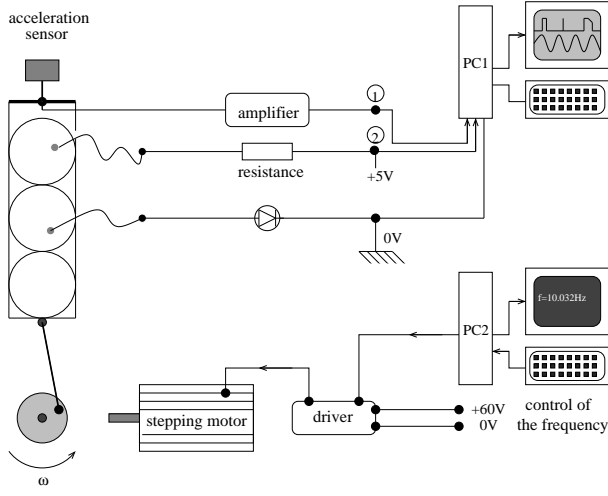 acceleration
sensor
amplifier
1
PC1
2
resistance
+5V
0V
f=10.032Hz
PC2
stepping motor
driver
+60V
0V
control of
the frequency
ω